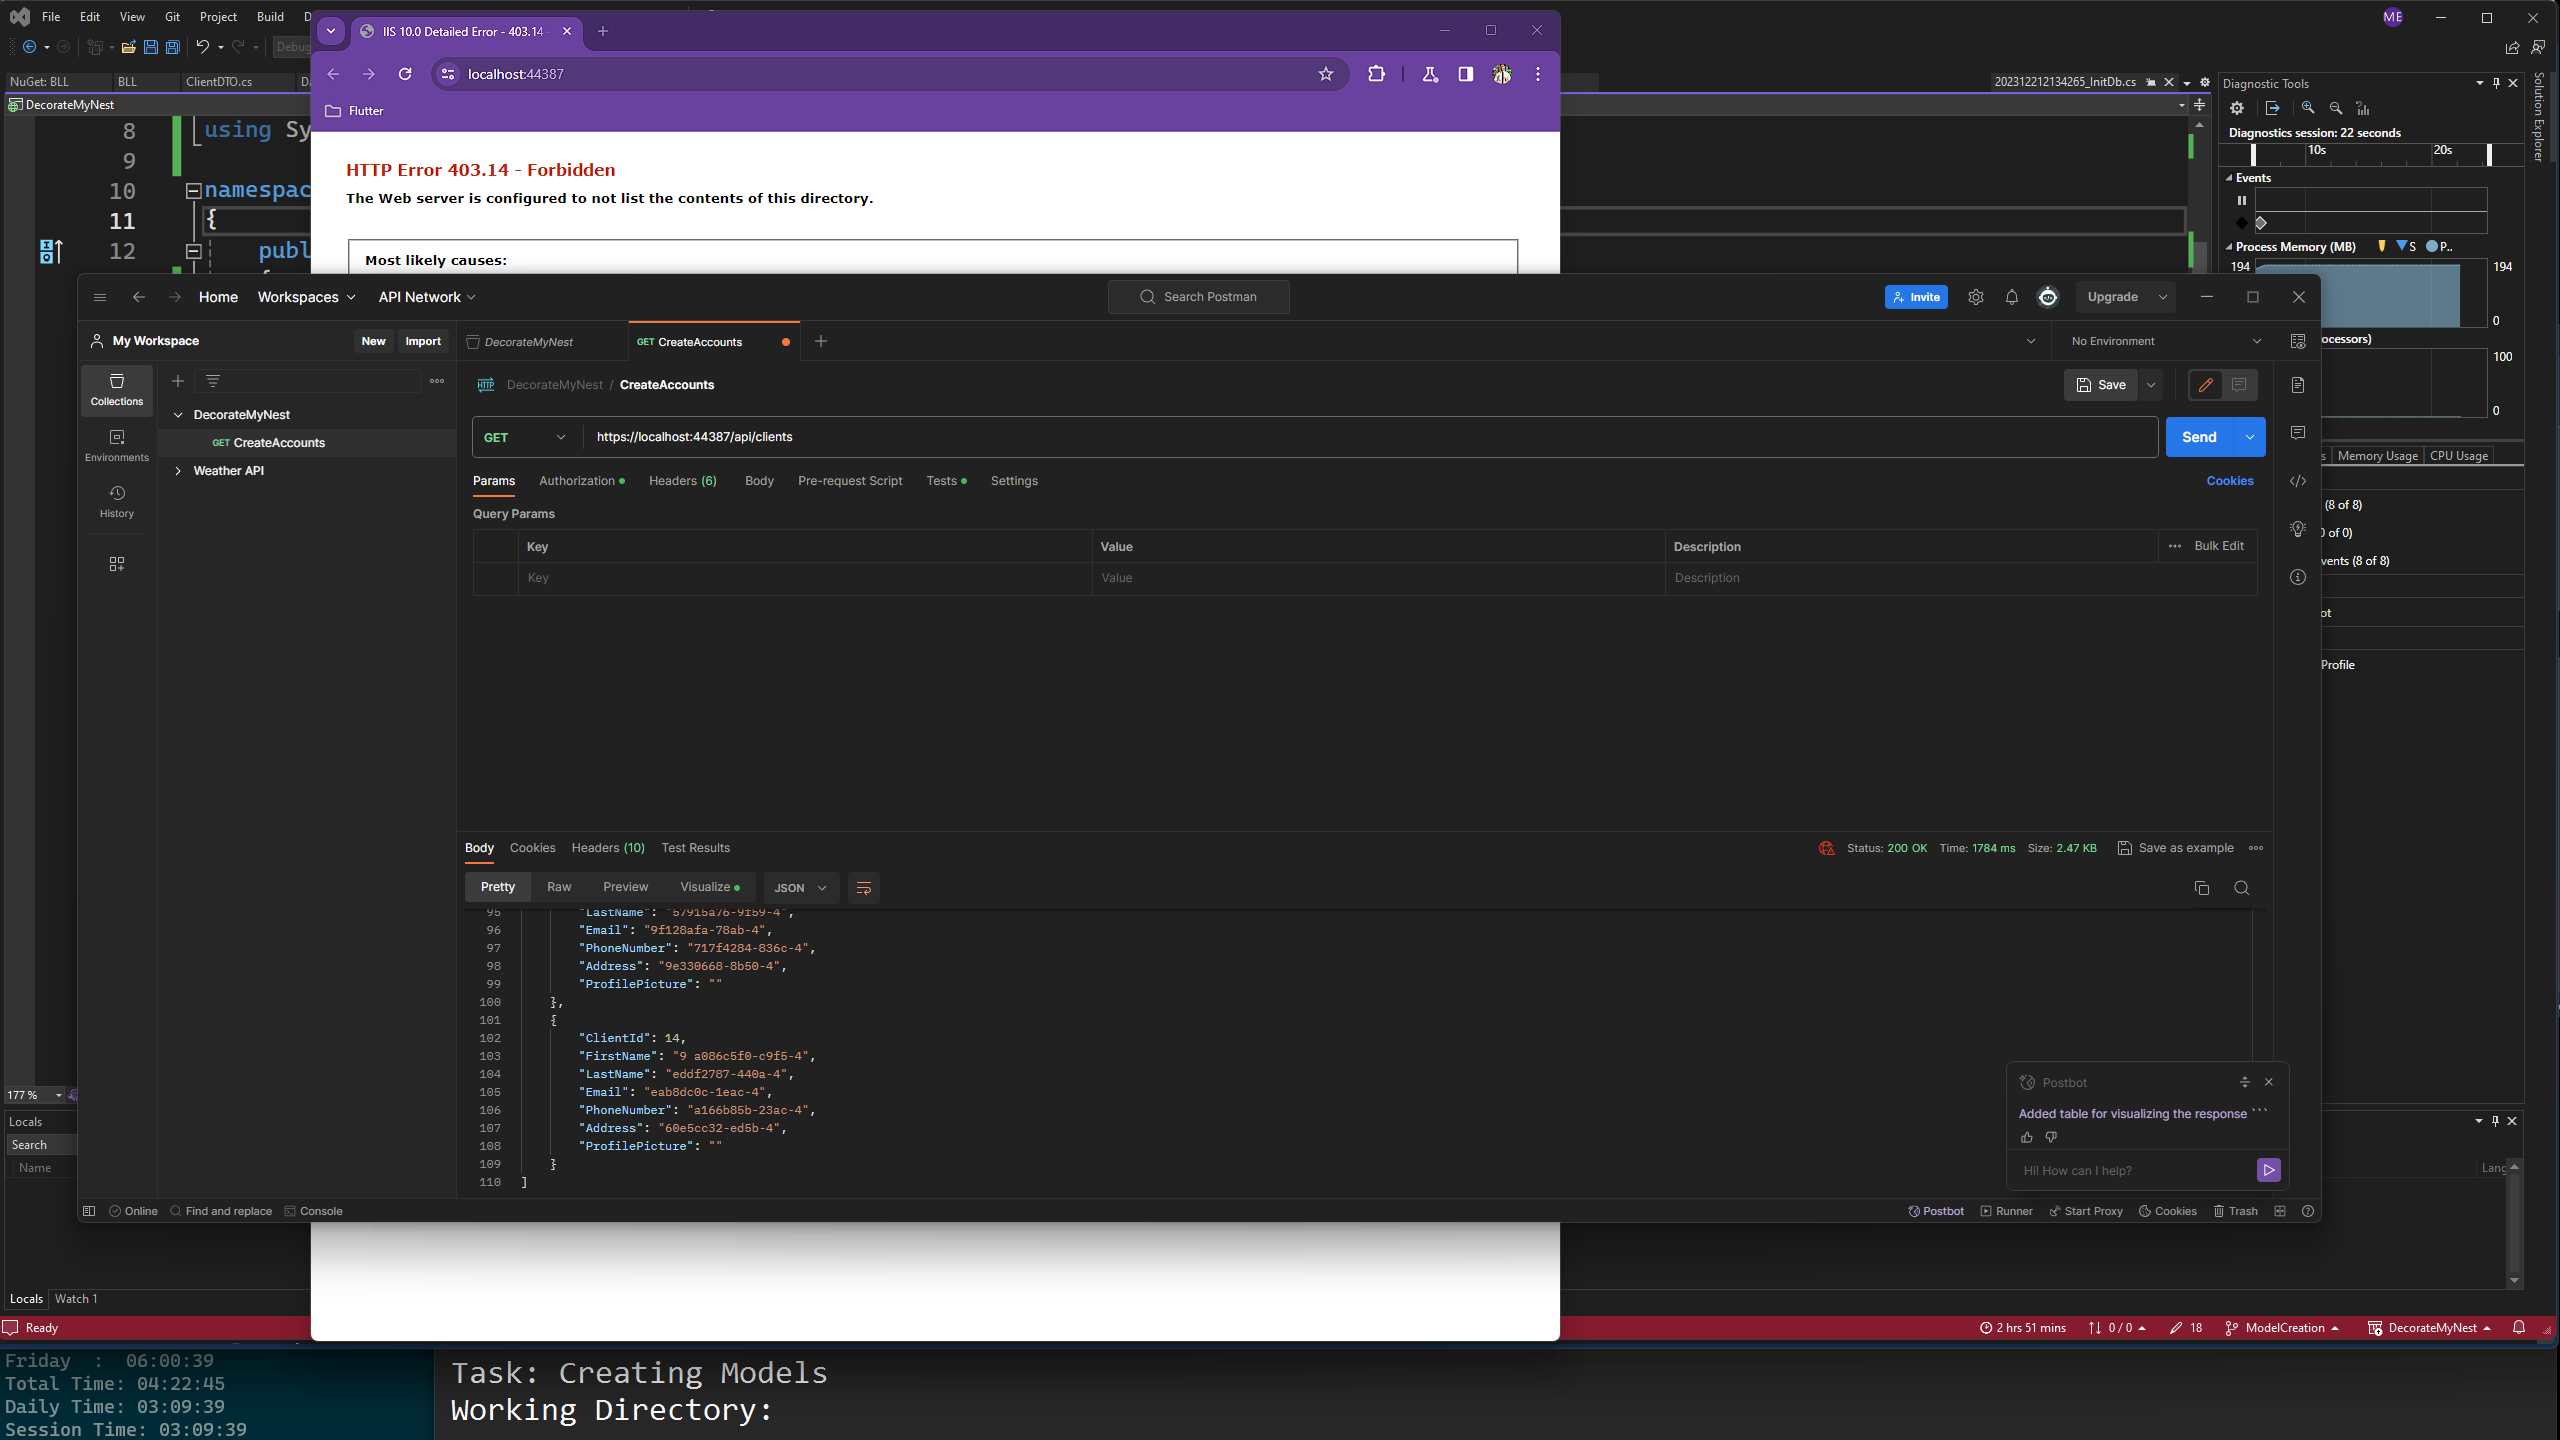 File Edit View Git Project Build D
ME
Debug
NuGet: BLL BLL ClientDTO.cs Da
202312212134265_InitDb.cs
DecorateMyNest
8 using Sy
9
10 namespac
11 {
12 publ
IIS 10.0 Detailed Error - 403.14
localhost:44387
Flutter
HTTP Error 403.14 - Forbidden
The Web server is configured to not list the contents of this directory.
Most likely causes:
Diagnostic Tools
Solution Explorer
Diagnostics session: 22 seconds
10s 20s
Events
Process Memory (MB) S P..
194 194
0
ocessors)
100
0
s Memory Usage CPU Usage
(8 of 8)
0 of 0)
vents (8 of 8)
ot
Profile
Home Workspaces API Network
Search Postman
Invite
Upgrade
My Workspace New Import
DecorateMyNest
GET CreateAccounts
No Environment
Collections
Environments
History
DecorateMyNest
GET CreateAccounts
Weather API
HTTP DecorateMyNest / CreateAccounts
Save
GET https://localhost:44387/api/clients
Send
Params Authorization Headers (6) Body Pre-request Script Tests Settings
Cookies
Query Params
Key Value Description Bulk Edit
Key Value Description
Body Cookies Headers (10) Test Results
Status: 200 OK Time: 1784 ms Size: 2.47 KB Save as example
Pretty Raw Preview Visualize JSON
95 "LastName": "57915a76-9f59-4",
96 "Email": "9f128afa-78ab-4",
97 "PhoneNumber": "717f4284-836c-4",
98 "Address": "9e330668-8b50-4",
99 "ProfilePicture": ""
100 },
101 {
102 "ClientId": 14,
103 "FirstName": "9 a086c5f0-c9f5-4",
104 "LastName": "eddf2787-440a-4",
105 "Email": "eab8dc0c-1eac-4",
106 "PhoneNumber": "a166b85b-23ac-4",
107 "Address": "60e5cc32-ed5b-4",
108 "ProfilePicture": ""
109 }
110 ]
Postbot
Added table for visualizing the response ```
Hi! How can I help?
Online Find and replace Console
Postbot Runner Start Proxy Cookies Trash
177 %
Locals
Search
Name
Lang
Locals Watch 1
Ready
2 hrs 51 mins 0 / 0 18 ModelCreation DecorateMyNest
Friday : 06:00:39
Total Time: 04:22:45
Daily Time: 03:09:39
Session Time: 03:09:39
Task: Creating Models
Working Directory: